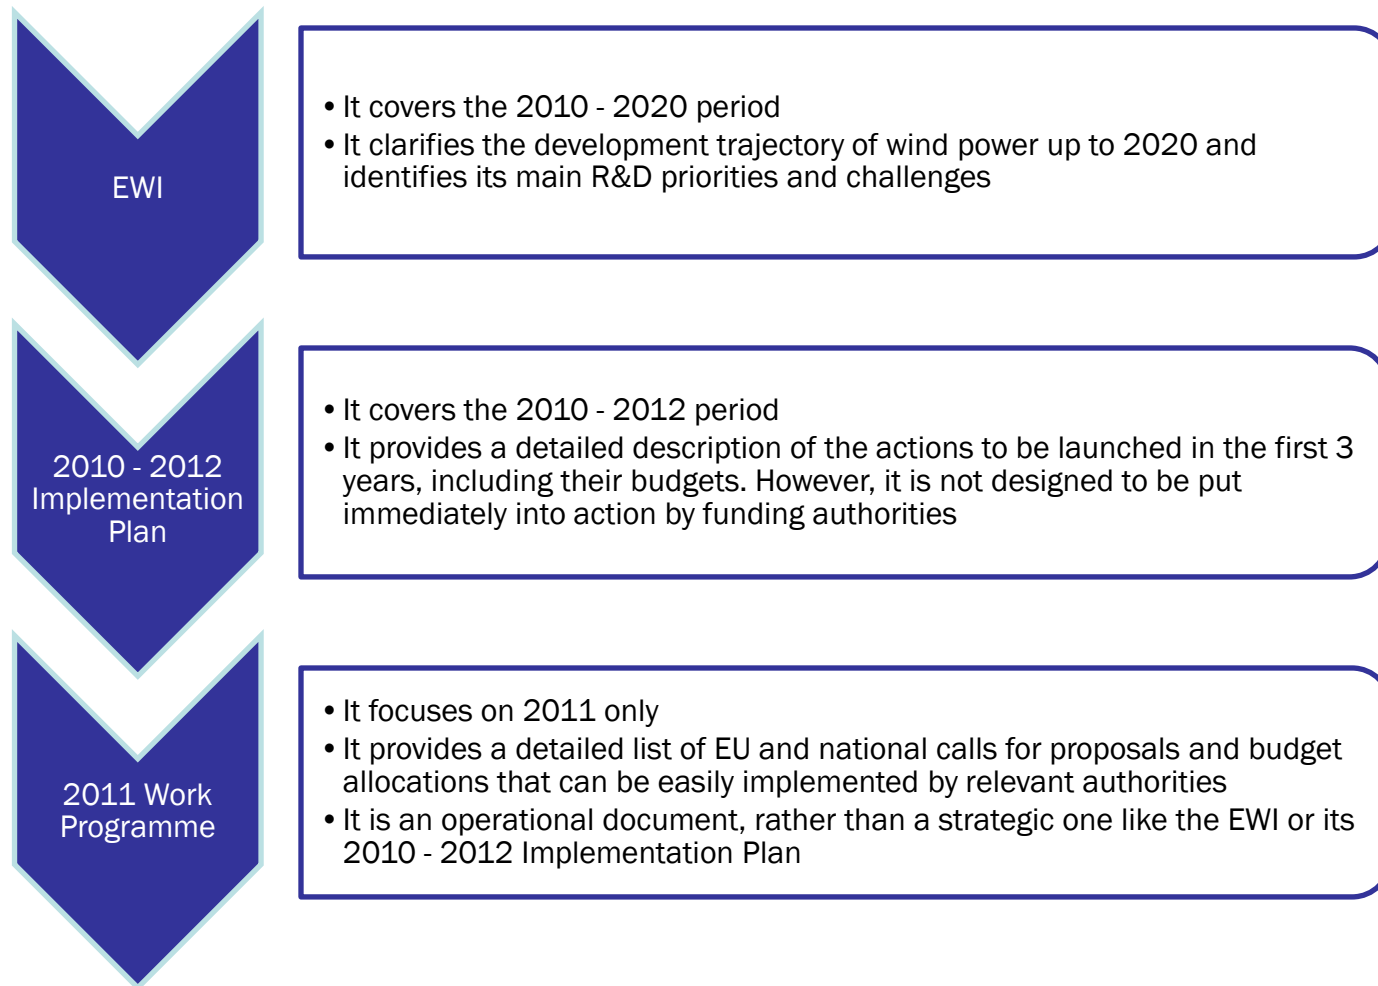 EWI
• It covers the 2010 - 2020 period
• It clarifies the development trajectory of wind power up to 2020 and
identifies its main R&D priorities and challenges
2010 - 2012
Implementation
Plan
• It covers the 2010 - 2012 period
• It provides a detailed description of the actions to be launched in the first 3
years, including their budgets. However, it is not designed to be put
immediately into action by funding authorities
2011 Work
Programme
• It focuses on 2011 only
• It provides a detailed list of EU and national calls for proposals and budget
allocations that can be easily implemented by relevant authorities
• It is an operational document, rather than a strategic one like the EWI or its
2010 - 2012 Implementation Plan